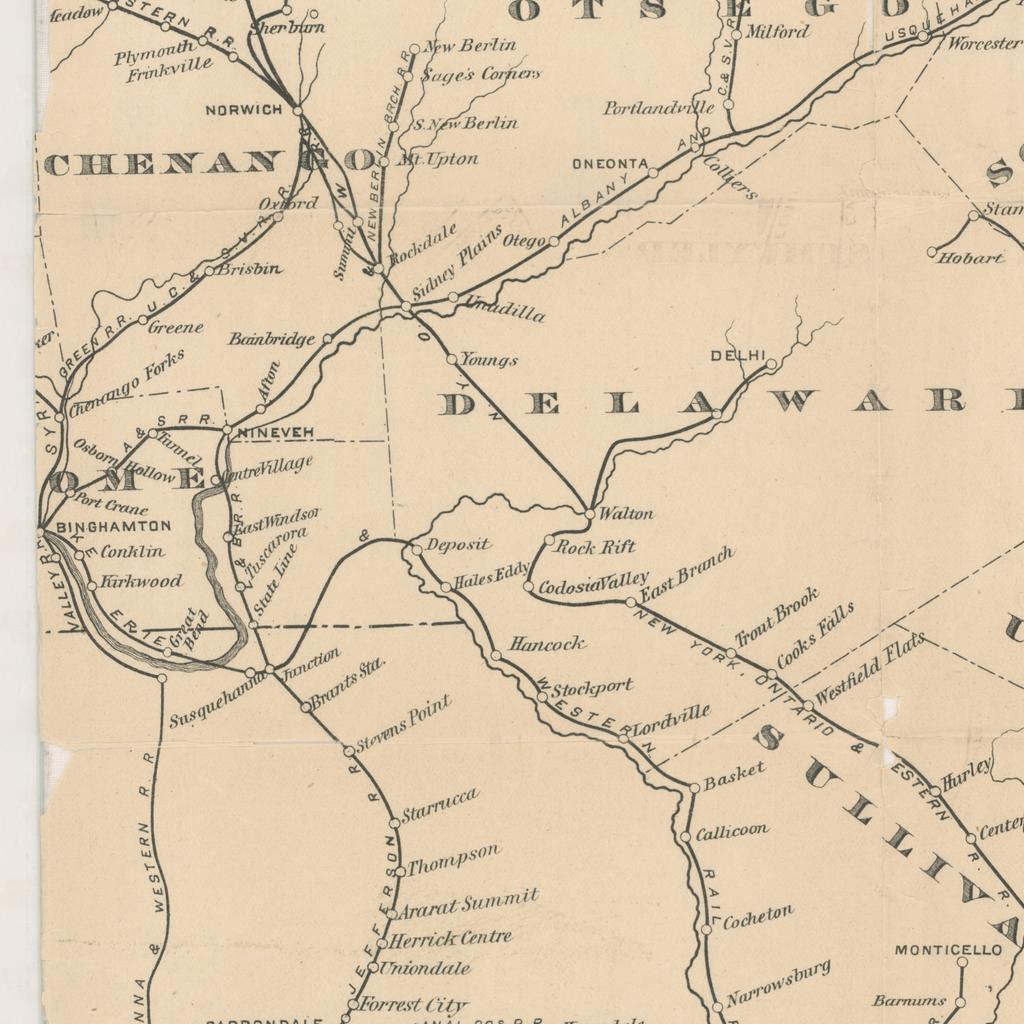 OTSEGO
STERN R.R.
Sherburn
Plymouth
Frinkville
New Berlin
Sage's Corners
S. New Berlin
Mt. Upton
NEW BERLIN BRCH R.R.
Milford
C. & S.V.R.
Worcester
USQUEHA
Portlandville
NORWICH
CHENANGO
ONEONTA
Colliers
ALBANY AND
Oxford
Summit
Rockdale
Sidney Plains
Otego
Hobart
Stam
Brisbin
GREEN R.R. U.C. & C.V. R.R.
Greene
Unadilla
Bainbridge
Youngs
DELHI
DELAWAR
Chenango Forks
Afton
A & S R R.
NINEVEH
Tunnel
Osborn Hollow
SYR
OME
Centre Village
Port Crane
BINGHAMTON
East Windsor
& B R.R
Conklin
Tuscarora
Kirkwood
State Line
VALLEY R.R
ERIE
Great Bend
Walton
Rock Rift
Deposit
&
Hales Eddy
Codosia Valley
East Branch
Trout Brook
Cooks Falls
Westfield Flats
NEW YORK ONTARIO & ESTERN R. R.
Hancock
Junction
Susquehanna
Brants Sta.
Stockport
WESTERN
Lordville
Stevens Point
SULLIVA
Basket
Hurley
Center
Starrucca
Callicoon
Thompson
JEFFERSON R R
NNA & WESTERN R. R
Ararat Summit
Herrick Centre
Uniondale
Forrest City
RAIL
Cocheton
Narrowsburg
MONTICELLO
Barnums
CARBONDALE